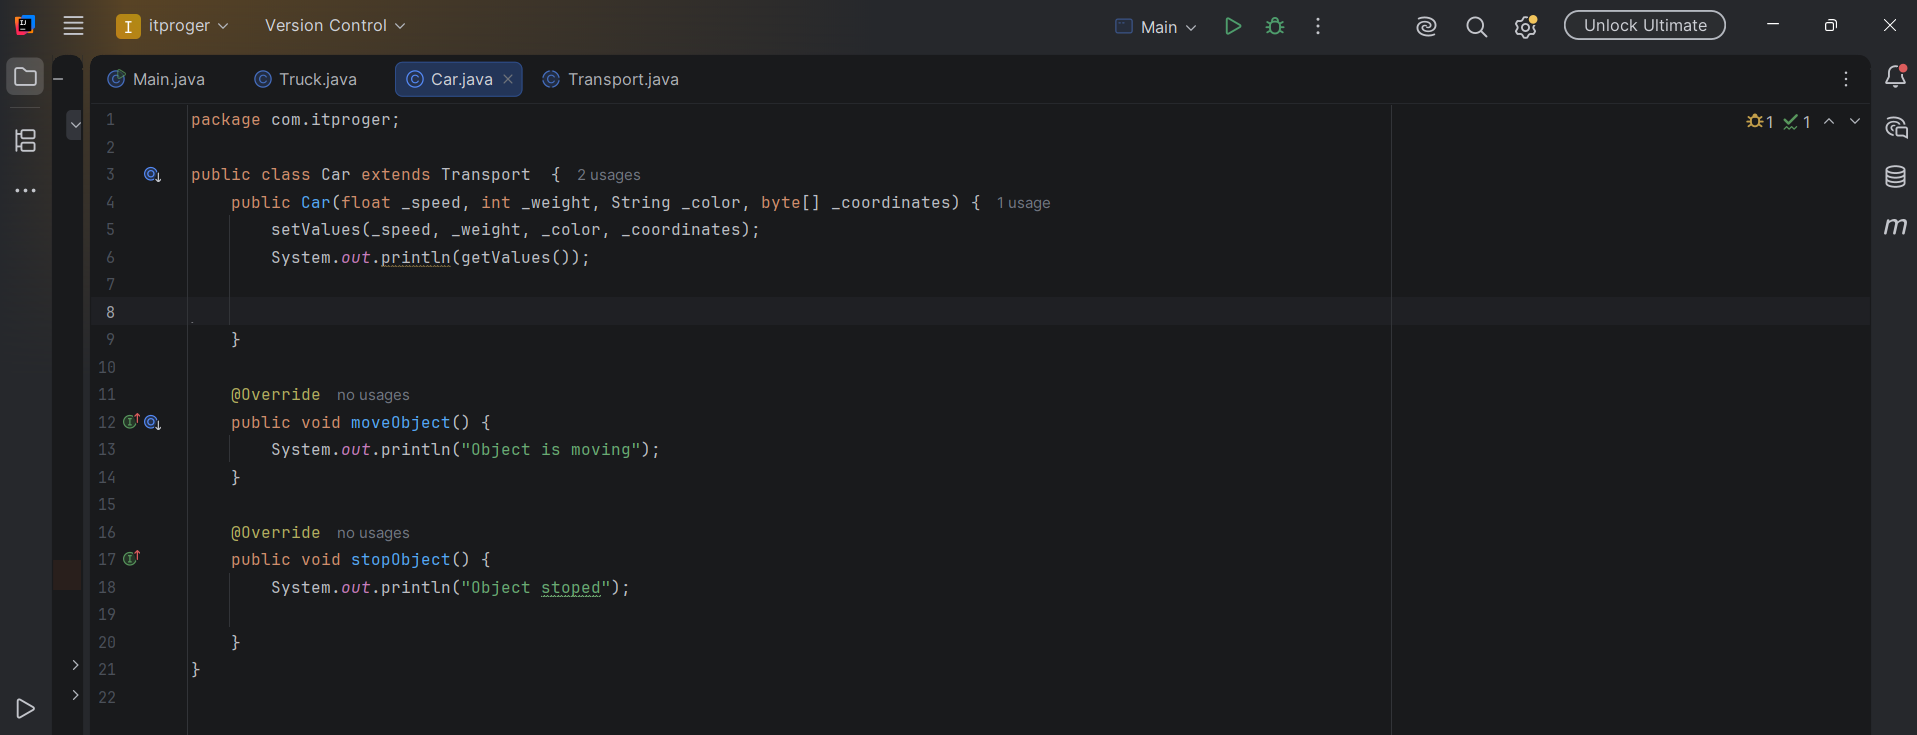 I itproger Version Control Main Unlock Ultimate
Main.java Truck.java Car.java Transport.java
1 package com.itproger; 1 1
2
3 public class Car extends Transport  { 2 usages
4     public Car(float _speed, int _weight, String _color, byte[] _coordinates) { 1 usage
5         setValues(_speed, _weight, _color, _coordinates);
6         System.out.println(getValues());
7
8
9     }
10
11     @Override no usages
12     public void moveObject() {
13         System.out.println("Object is moving");
14     }
15
16     @Override no usages
17     public void stopObject() {
18         System.out.println("Object stoped");
19
20     }
21 }
22
m